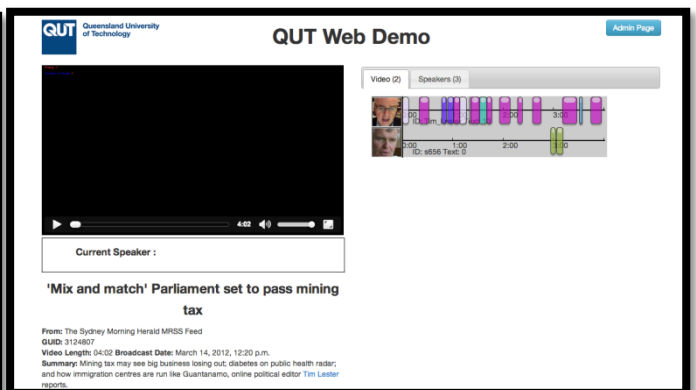 QUT
Queensland University
of Technology
QUT Web Demo
Admin Page
Video (2)
Speakers (3)
2:00
3:00
0:00
1:00
2:00
ID: s656 Text: 0
4:02
Current Speaker :
'Mix and match' Parliament set to pass mining
tax
From: The Sydney Morning Herald MRSS Feed
GUID: 3124807
Video Length: 04:02 Broadcast Date: March 14, 2012, 12:20 p.m.
Summary: Mining tax may see big business losing out; diabetes on public health radar;
and how immigration centres are run like Guantanamo, online political editor Tim Lester
reports.